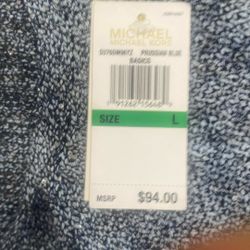 MICHAEL
MICHAEL KORS
PRUSSIAN BLUE
BASICS
SIZE L
MSRP $94.00